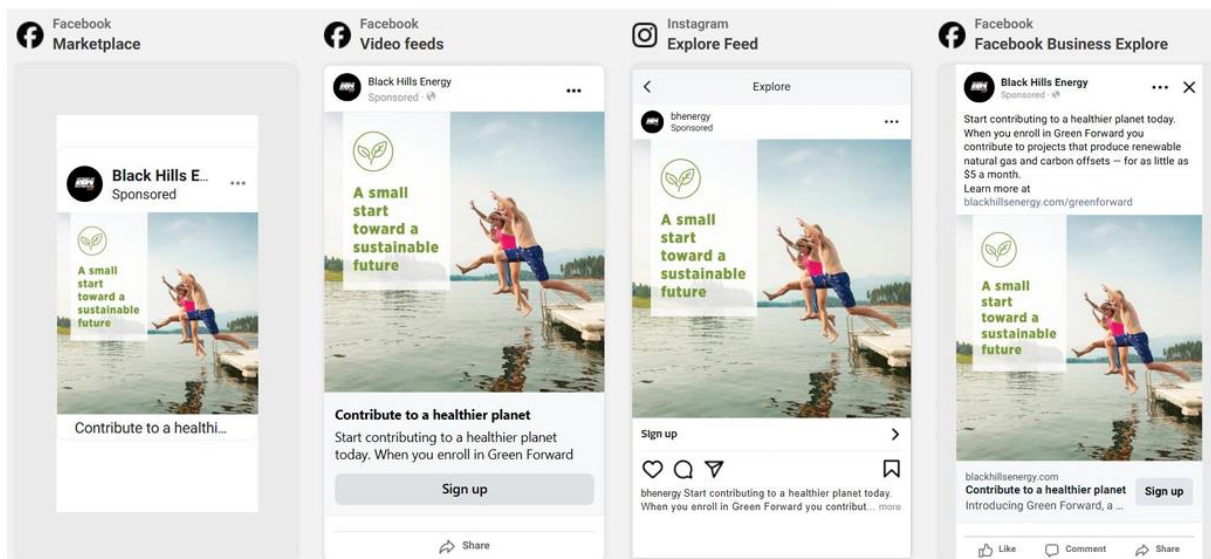 Facebook
Marketplace
Black Hills E...
Sponsored
A small
start
toward a
sustainable
future
Contribute to a healthi...
Facebook
Video feeds
Black Hills Energy
Sponsored ·
A small
start
toward a
sustainable
future
Contribute to a healthier planet
Start contributing to a healthier planet
today. When you enroll in Green Forward
Sign up
Share
Instagram
Explore Feed
Explore
bhenergy
Sponsored
A small
start
toward a
sustainable
future
Sign up
bhenergy Start contributing to a healthier planet today.
When you enroll in Green Forward you contribut... more
Facebook
Facebook Business Explore
Black Hills Energy
Sponsored ·
Start contributing to a healthier planet today.
When you enroll in Green Forward you
contribute to projects that produce renewable
natural gas and carbon offsets — for as little as
$5 a month.
Learn more at
blackhillsenergy.com/greenforward
A small
start
toward a
sustainable
future
blackhillsenergy.com
Contribute to a healthier planet
Introducing Green Forward, a ...
Sign up
Like Comment Share